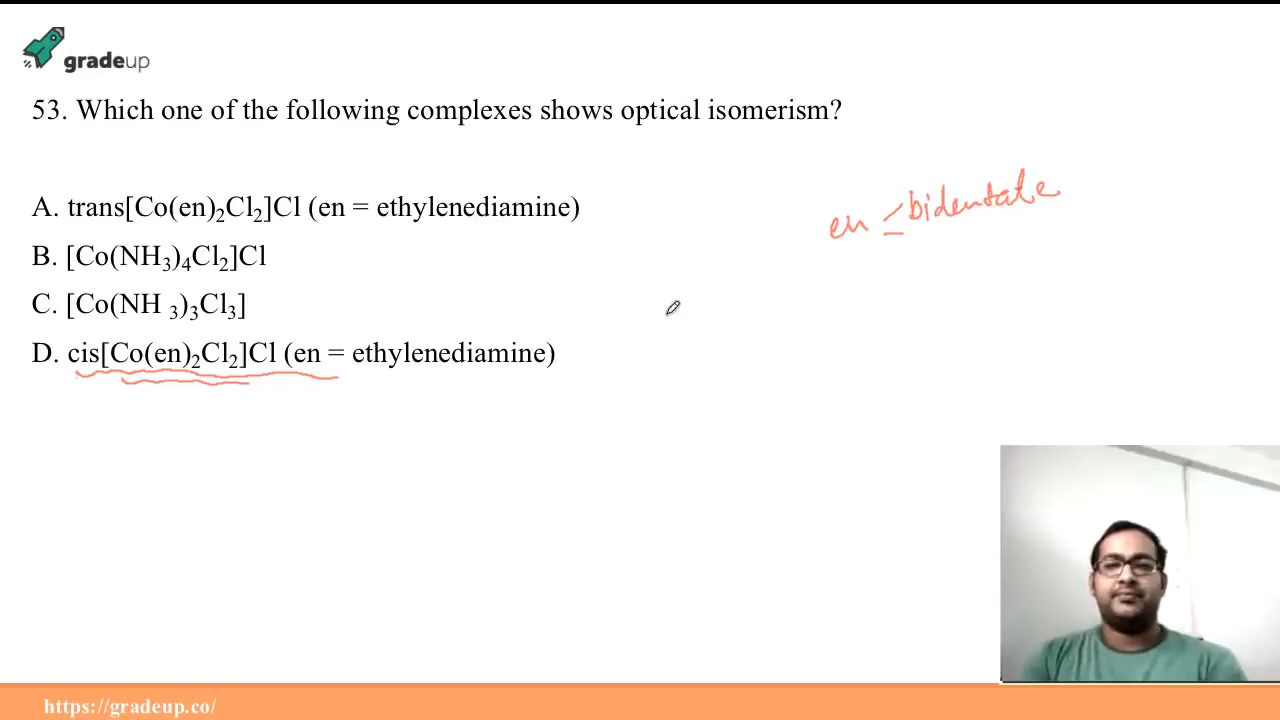 gradeup
53. Which one of the following complexes shows optical isomerism?
A. trans[Co(en)₂Cl₂]Cl (en = ethylenediamine)
en - bidentate
B. [Co(NH₃)₄Cl₂]Cl
C. [Co(NH ₃)₃Cl₃]
D. cis[Co(en)₂Cl₂]Cl (en = ethylenediamine)
https://gradeup.co/